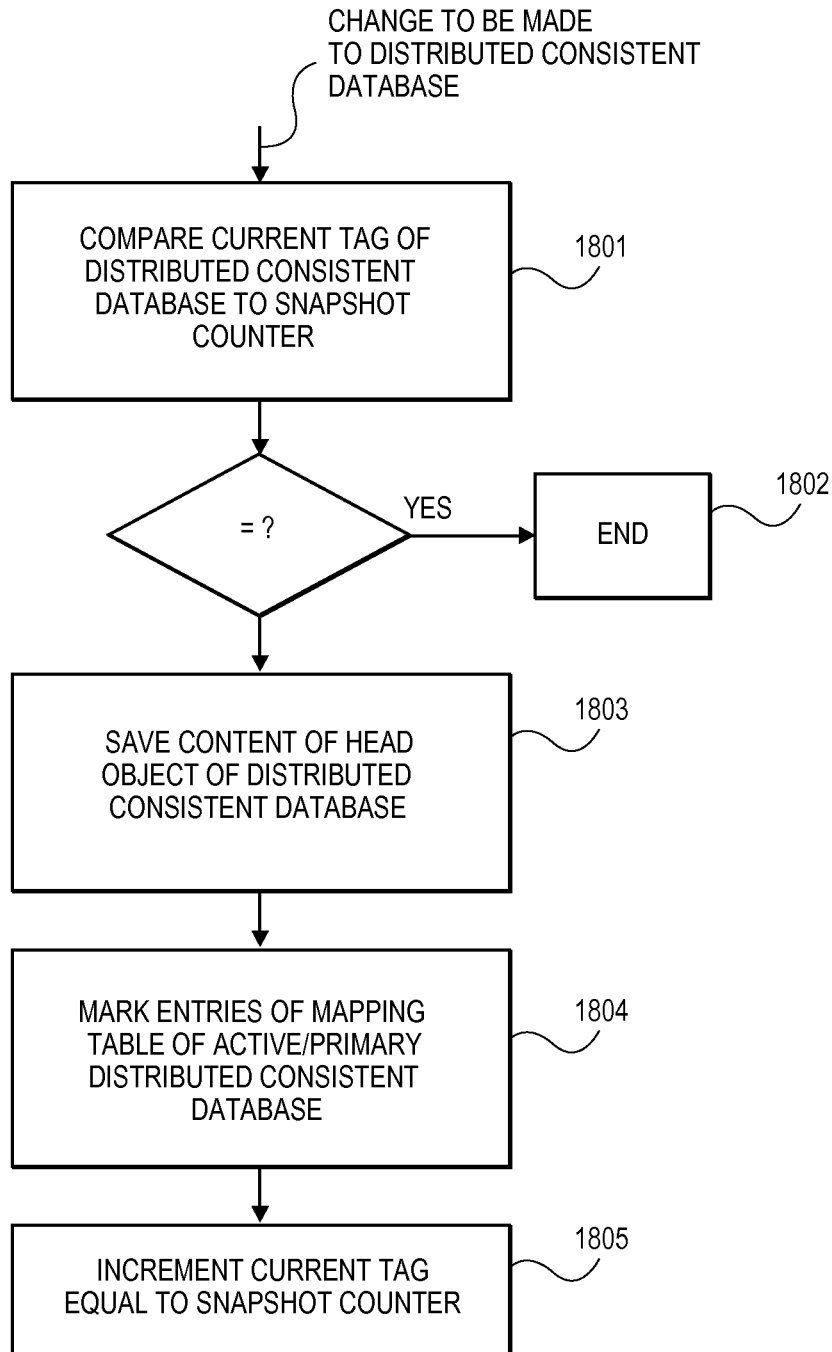 CHANGE TO BE MADE
TO DISTRIBUTED CONSISTENT
DATABASE
COMPARE CURRENT TAG OF
DISTRIBUTED CONSISTENT
DATABASE TO SNAPSHOT
COUNTER
1801
= ?
YES
END
1802
SAVE CONTENT OF HEAD
OBJECT OF DISTRIBUTED
CONSISTENT DATABASE
1803
MARK ENTRIES OF MAPPING
TABLE OF ACTIVE/PRIMARY
DISTRIBUTED CONSISTENT
DATABASE
1804
INCREMENT CURRENT TAG
EQUAL TO SNAPSHOT COUNTER
1805